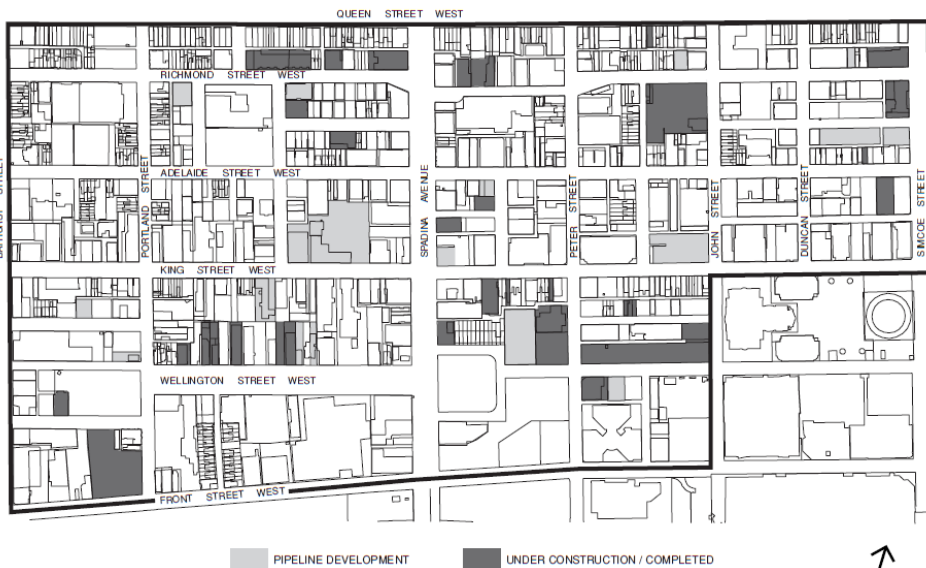 QUEEN STREET WEST
RICHMOND STREET WEST
ADELAIDE STREET WEST
KING STREET WEST
WELLINGTON STREET WEST
FRONT STREET WEST
STREET
PORTLAND STREET
SPADINA AVENUE
PETER STREET
JOHN STREET
DUNCAN STREET
SIMCOE STREET
PIPELINE DEVELOPMENT
UNDER CONSTRUCTION / COMPLETED